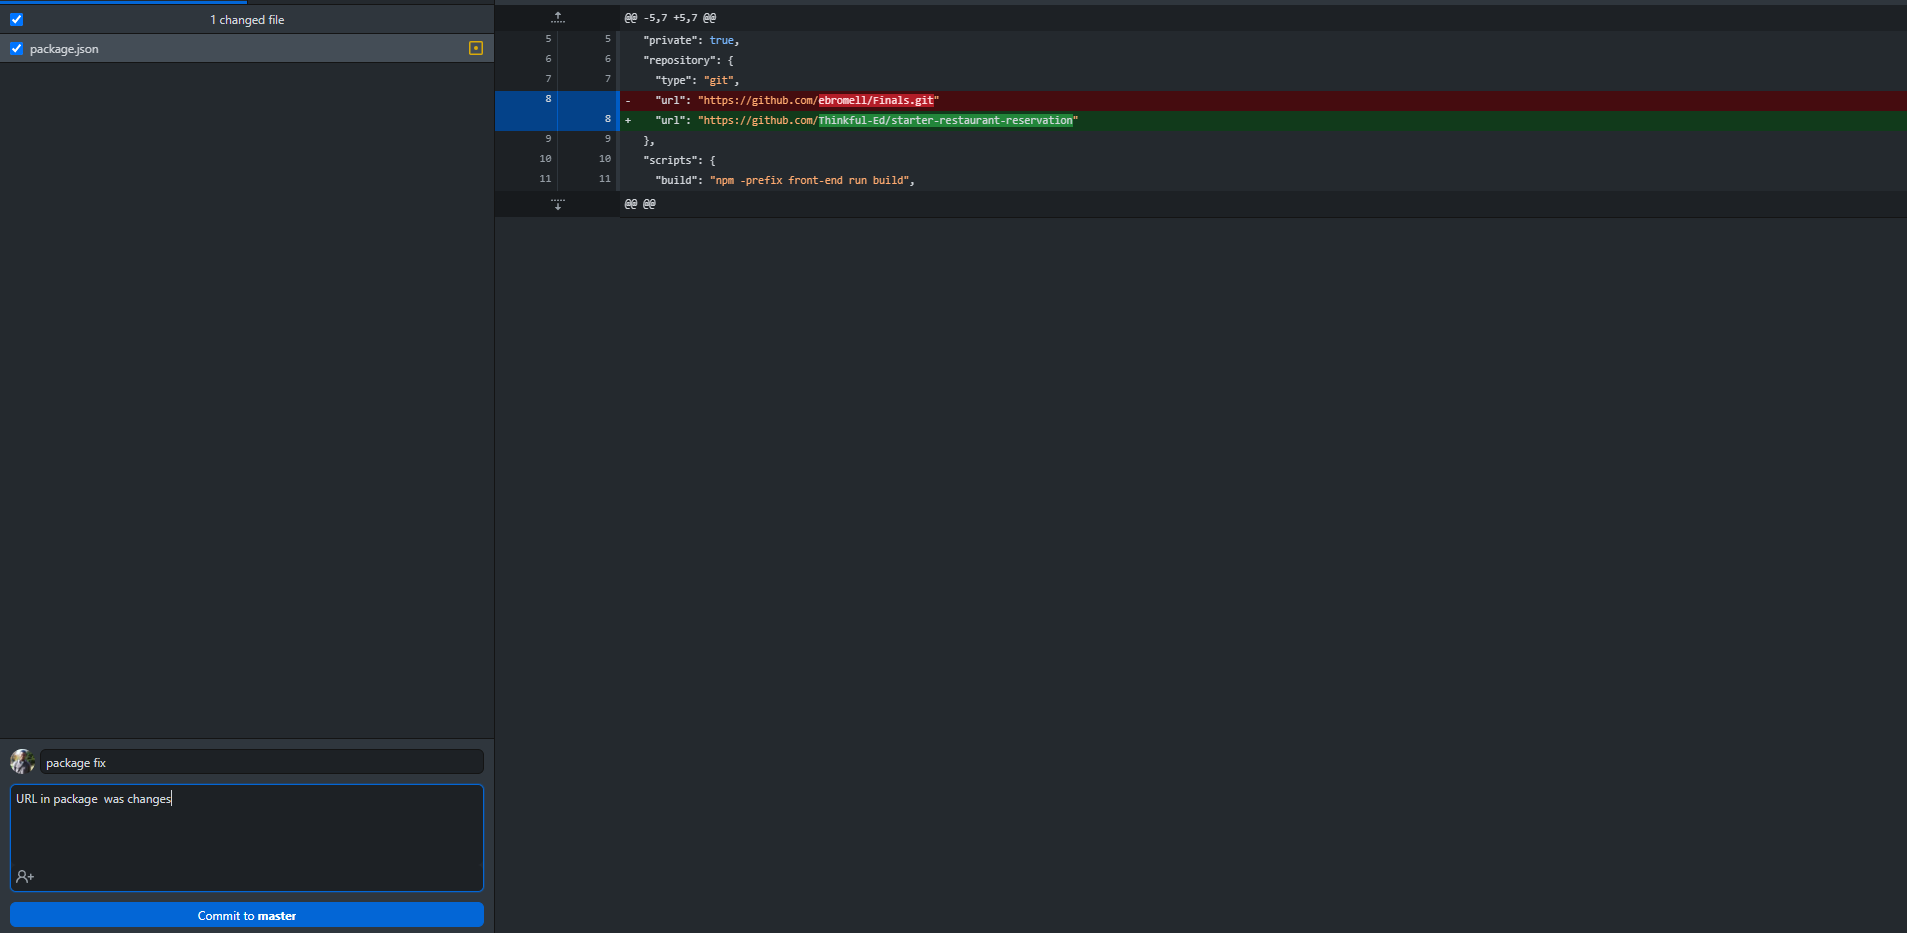 1 changed file
package.json
package fix
URL in package  was changes
Commit to master
@@ -5,7 +5,7 @@
5 5 "private": true,
6 6 "repository": {
7 7 "type": "git",
8 - "url": "https://github.com/ebromell/Finals.git"
8 + "url": "https://github.com/Thinkful-Ed/starter-restaurant-reservation"
9 9 },
10 10 "scripts": {
11 11 "build": "npm -prefix front-end run build",
@@ @@